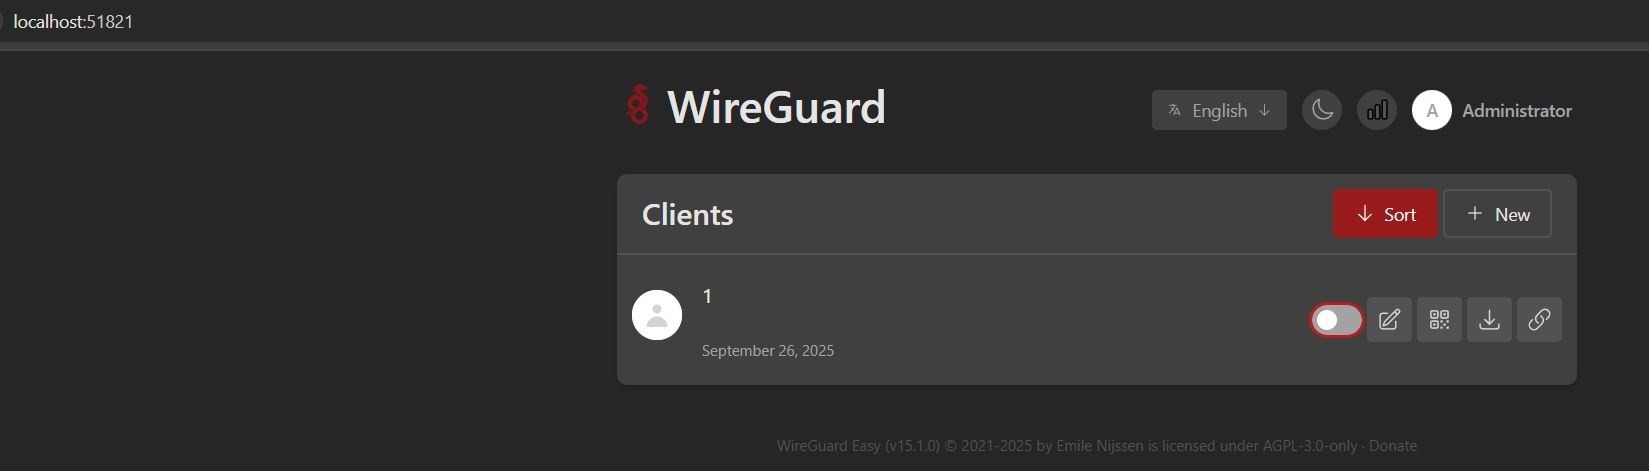 localhost:51821
WireGuard
English
A
Administrator
Clients
Sort
New
1
September 26, 2025
WireGuard Easy (v15.1.0) © 2021-2025 by Emile Nijssen is licensed under AGPL-3.0-only · Donate